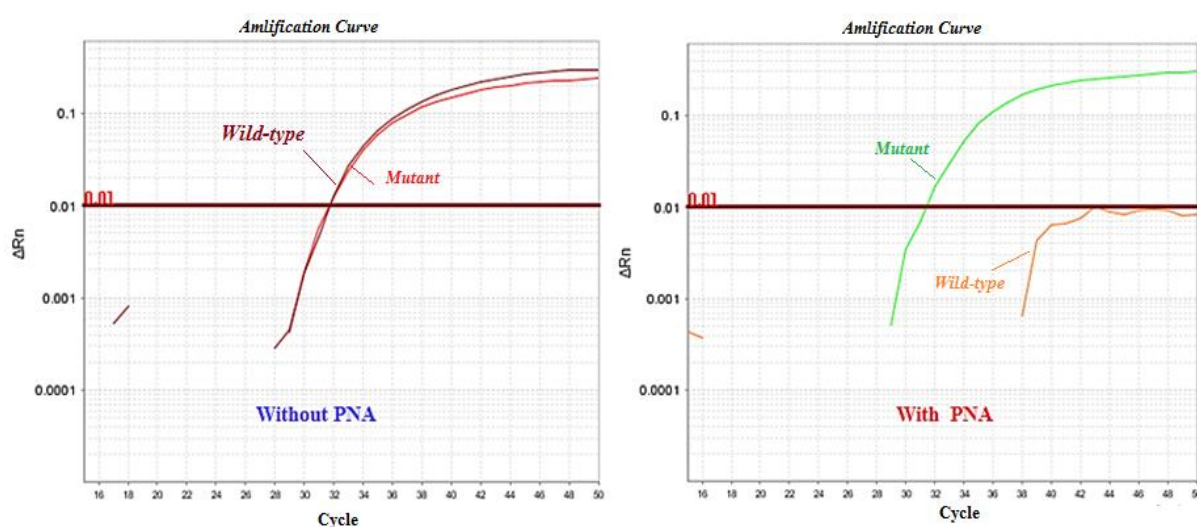 Amlification Curve
0.1
0.01
0.01
0.001
0.0001
ΔRn
Wild-type
Mutant
Without PNA
16 18 20 22 24 26 28 30 32 34 36 38 40 42 44 46 48 50
Cycle
Amlification Curve
0.1
0.01
0.01
0.001
0.0001
ΔRn
Mutant
Wild-type
With PNA
16 18 20 22 24 26 28 30 32 34 36 38 40 42 44 46 48 50
Cycle